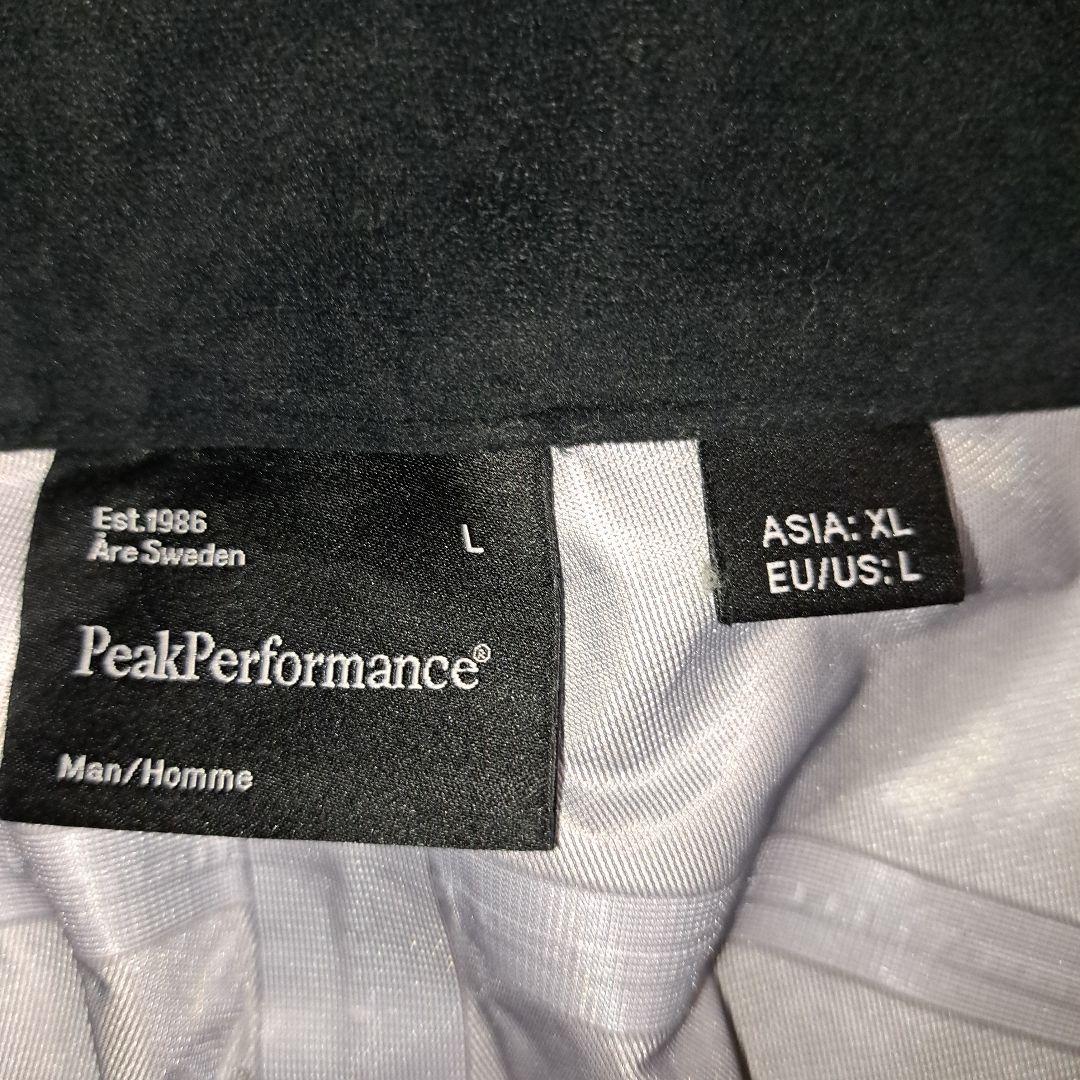 Est.1986
Åre Sweden
L
PeakPerformance®
Man/Homme
ASIA: XL
EU/US: L